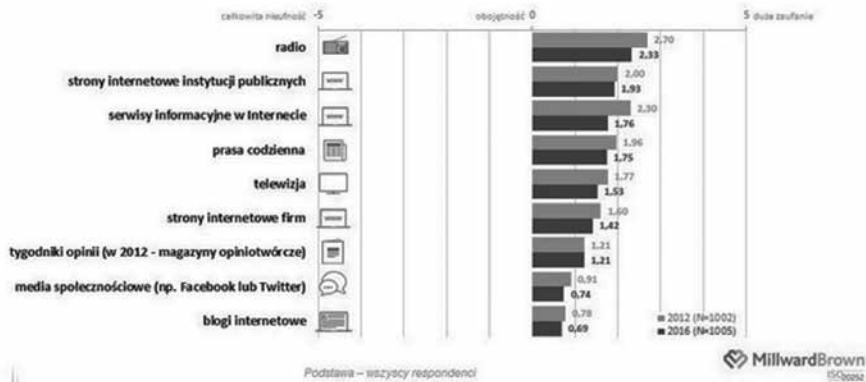 całkowita nieufność -5 obojętność 0 5 duże zaufanie
radio 2,70
2,33
strony internetowe instytucji publicznych 2,00
1,93
serwisy informacyjne w Internecie 2,30
1,76
prasa codzienna 1,96
1,75
telewizja 1,77
1,53
strony internetowe firm 1,60
1,42
tygodniki opinii (w 2012 - magazyny opiniotwórcze) 1,21
1,21
media społecznościowe (np. Facebook lub Twitter) 0,91
0,74
blogi internetowe 0,78
0,69
2012 (N=1002)
2016 (N=1005)
Podstawa – wszyscy respondenci
MillwardBrown